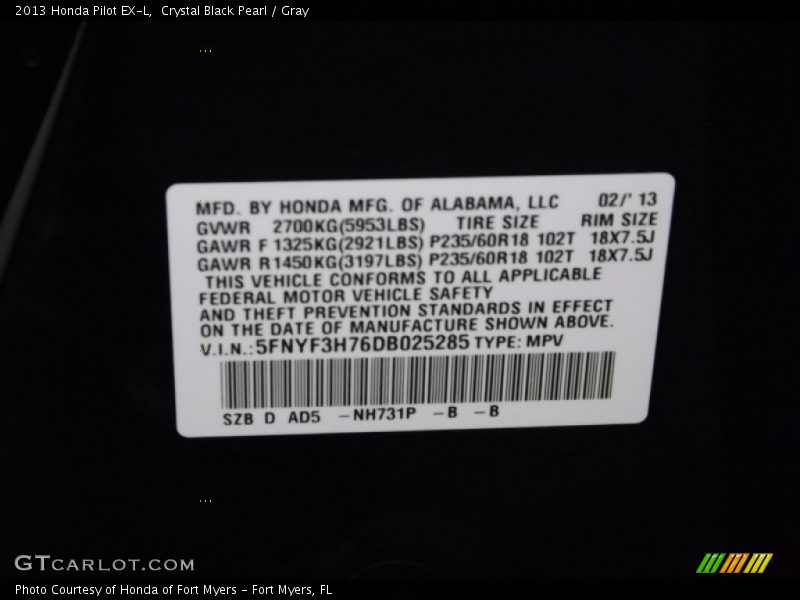 2013 Honda Pilot EX-L,  Crystal Black Pearl / Gray
MFD. BY HONDA MFG. OF ALABAMA, LLC 02/' 13
GVWR 2700KG(5953LBS) TIRE SIZE RIM SIZE
GAWR F 1325KG(2921LBS) P235/60R18 102T 18X7.5J
GAWR R1450KG(3197LBS) P235/60R18 102T 18X7.5J
THIS VEHICLE CONFORMS TO ALL APPLICABLE
FEDERAL MOTOR VEHICLE SAFETY
AND THEFT PREVENTION STANDARDS IN EFFECT
ON THE DATE OF MANUFACTURE SHOWN ABOVE.
V.I.N.:5FNYF3H76DB025285 TYPE: MPV
SZB D AD5 -NH731P -B -B
GTCARLOT.COM
Photo Courtesy of Honda of Fort Myers - Fort Myers, FL